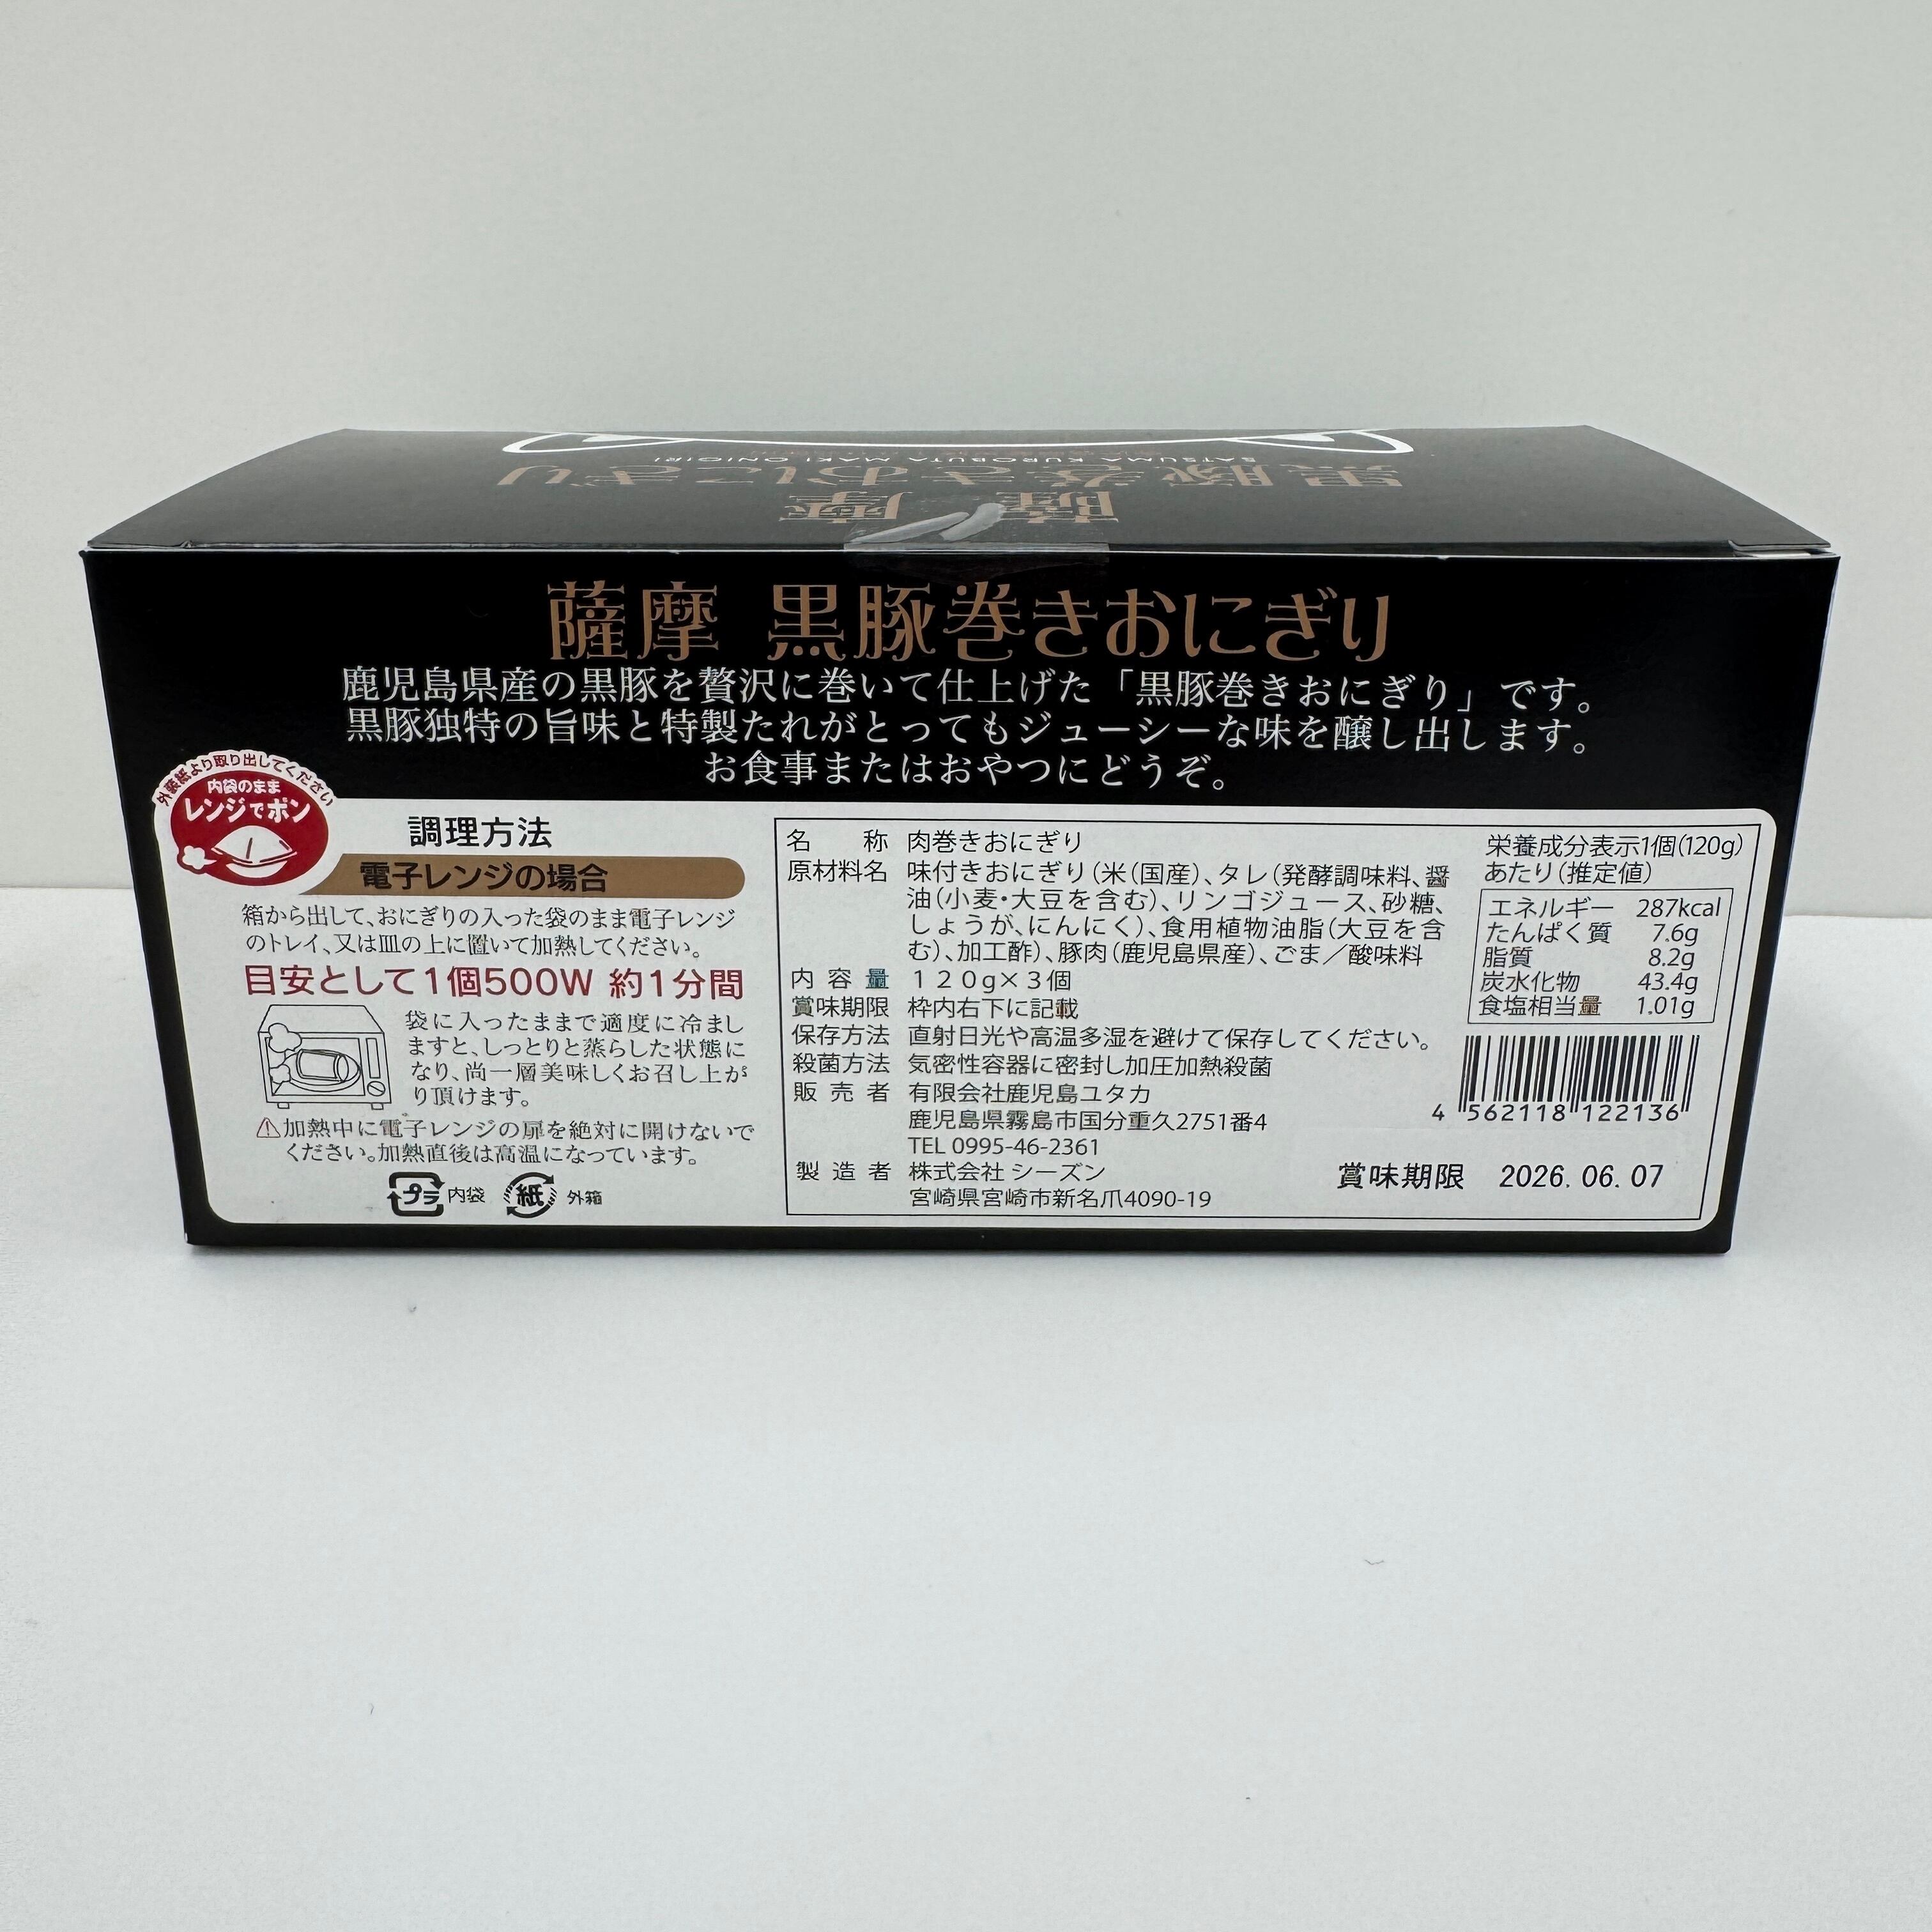 SATSUMA KUROBUTA MAKI ONIGIRI
黒豚巻きおにぎり
薩摩
薩摩 黒豚巻きおにぎり
鹿児島県産の黒豚を贅沢に巻いて仕上げた「黒豚巻きおにぎり」です。
黒豚独特の旨味と特製たれがとってもジューシーな味を醸し出します。
お食事またはおやつにどうぞ。
外装紙より取り出してください
内袋のまま
レンジでポン
調理方法
電子レンジの場合
箱から出して、おにぎりの入った袋のまま電子レンジ
のトレイ、又は皿の上に置いて加熱してください。
目安として1個500W 約1分間
袋に入ったままで適度に冷まし
ますと、しっとりと蒸らした状態に
なり、尚一層美味しくお召し上が
り頂けます。
⚠加熱中に電子レンジの扉を絶対に開けないで
ください。加熱直後は高温になっています。
プラ 内袋 紙 外箱
名称 肉巻きおにぎり
原材料名 味付きおにぎり(米(国産)、タレ(発酵調味料、醤
油(小麦・大豆を含む)、リンゴジュース、砂糖、
しょうが、にんにく)、食用植物油脂(大豆を含
む)、加工酢)、豚肉(鹿児島県産)、ごま/酸味料
内容量 120g×3個
賞味期限 枠内右下に記載
保存方法 直射日光や高温多湿を避けて保存してください。
殺菌方法 気密性容器に密封し加圧加熱殺菌
販売者 有限会社鹿児島ユタカ
鹿児島県霧島市国分重久2751番4
TEL 0995-46-2361
製造者 株式会社 シーズン
宮崎県宮崎市新名爪4090-19
栄養成分表示1個(120g)
あたり(推定値)
エネルギー 287kcal
たんぱく質 7.6g
脂質 8.2g
炭水化物 43.4g
食塩相当量 1.01g
4 562118 122136
賞味期限 2026.06.07